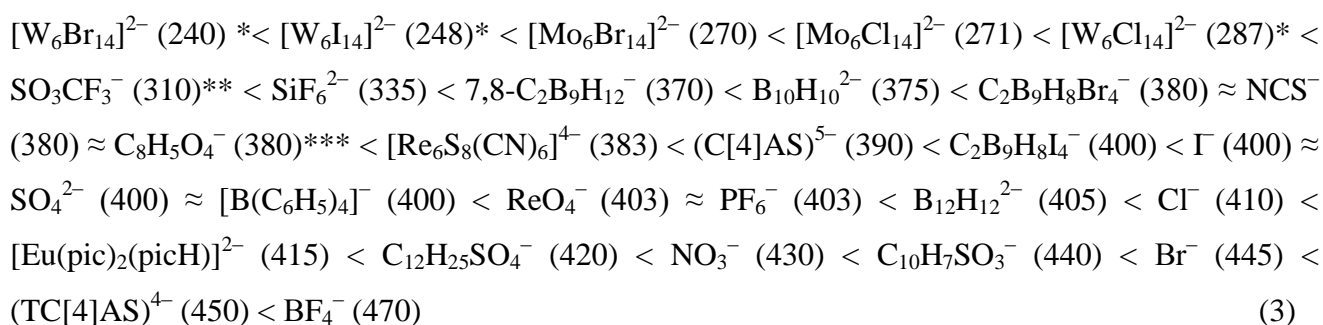 [W₆Br₁₄]²⁻ (240) *< [W₆I₁₄]²⁻ (248)* < [Mo₆Br₁₄]²⁻ (270) < [Mo₆Cl₁₄]²⁻ (271) < [W₆Cl₁₄]²⁻ (287)* <
SO₃CF₃⁻ (310)** < SiF₆²⁻ (335) < 7,8-C₂B₉H₁₂⁻ (370) < B₁₀H₁₀²⁻ (375) < C₂B₉H₈Br₄⁻ (380) ≈ NCS⁻
(380) ≈ C₈H₅O₄⁻ (380)*** < [Re₆S₈(CN)₆]⁴⁻ (383) < (C[4]AS)⁵⁻ (390) < C₂B₉H₈I₄⁻ (400) < I⁻ (400) ≈
SO₄²⁻ (400) ≈ [B(C₆H₅)₄]⁻ (400) < ReO₄⁻ (403) ≈ PF₆⁻ (403) < B₁₂H₁₂²⁻ (405) < Cl⁻ (410) <
[Eu(pic)₂(picH)]²⁻ (415) < C₁₂H₂₅SO₄⁻ (420) < NO₃⁻ (430) < C₁₀H₇SO₃⁻ (440) < Br⁻ (445) <
(TC[4]AS)⁴⁻ (450) < BF₄⁻ (470) (3)